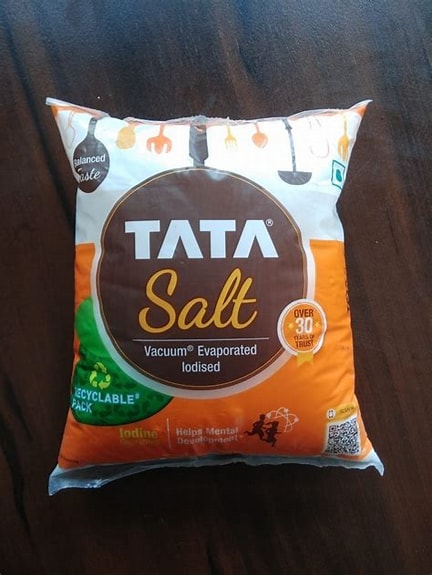 Balanced
Taste
TATA®
Salt
Vacuum® Evaporated
Iodised
OVER
30
YEARS OF
TRUST
RECYCLABLE#
PACK
Iodine
Helps Mental
Development